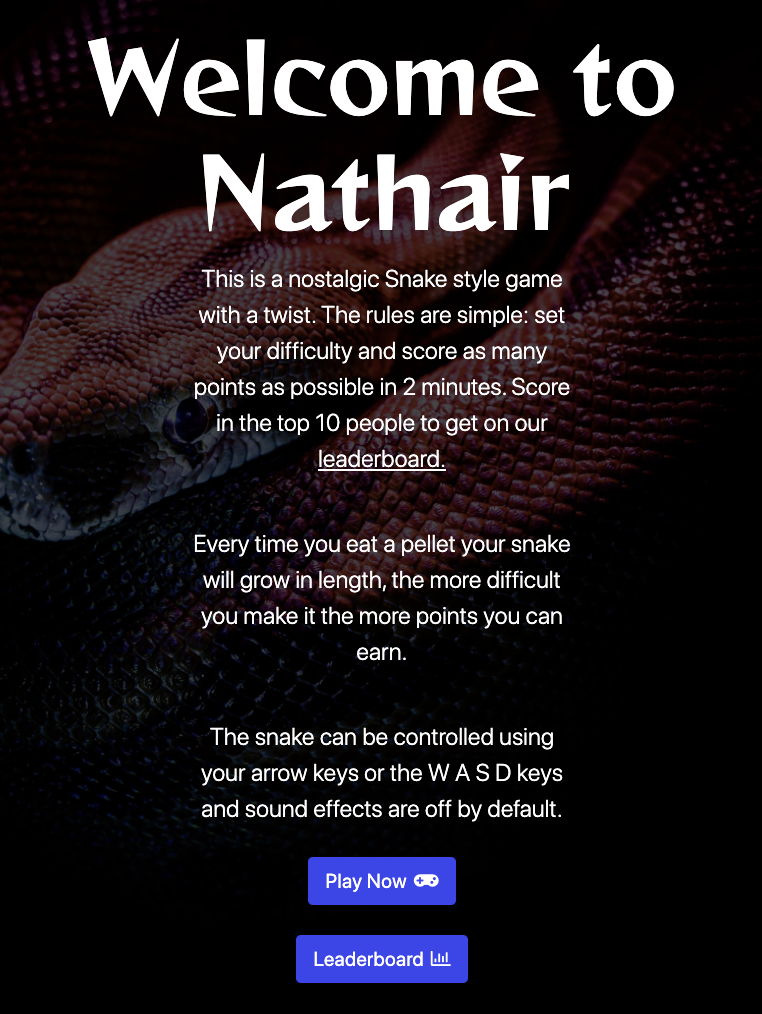 Welcome to
Nathair
This is a nostalgic Snake style game
with a twist. The rules are simple: set
your difficulty and score as many
points as possible in 2 minutes. Score
in the top 10 people to get on our
leaderboard.
Every time you eat a pellet your snake
will grow in length, the more difficult
you make it the more points you can
earn.
The snake can be controlled using
your arrow keys or the W A S D keys
and sound effects are off by default.
Play Now
Leaderboard